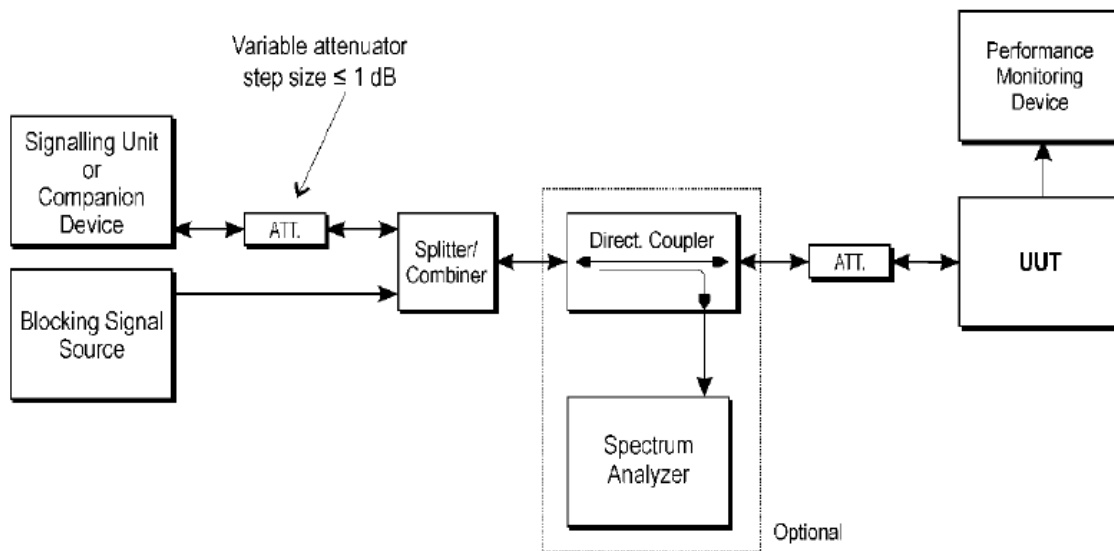 Variable attenuator
step size ≤ 1 dB
Signalling Unit
or
Companion
Device
ATT.
Splitter/
Combiner
Blocking Signal
Source
Direct. Coupler
Spectrum
Analyzer
Optional
ATT.
UUT
Performance
Monitoring
Device